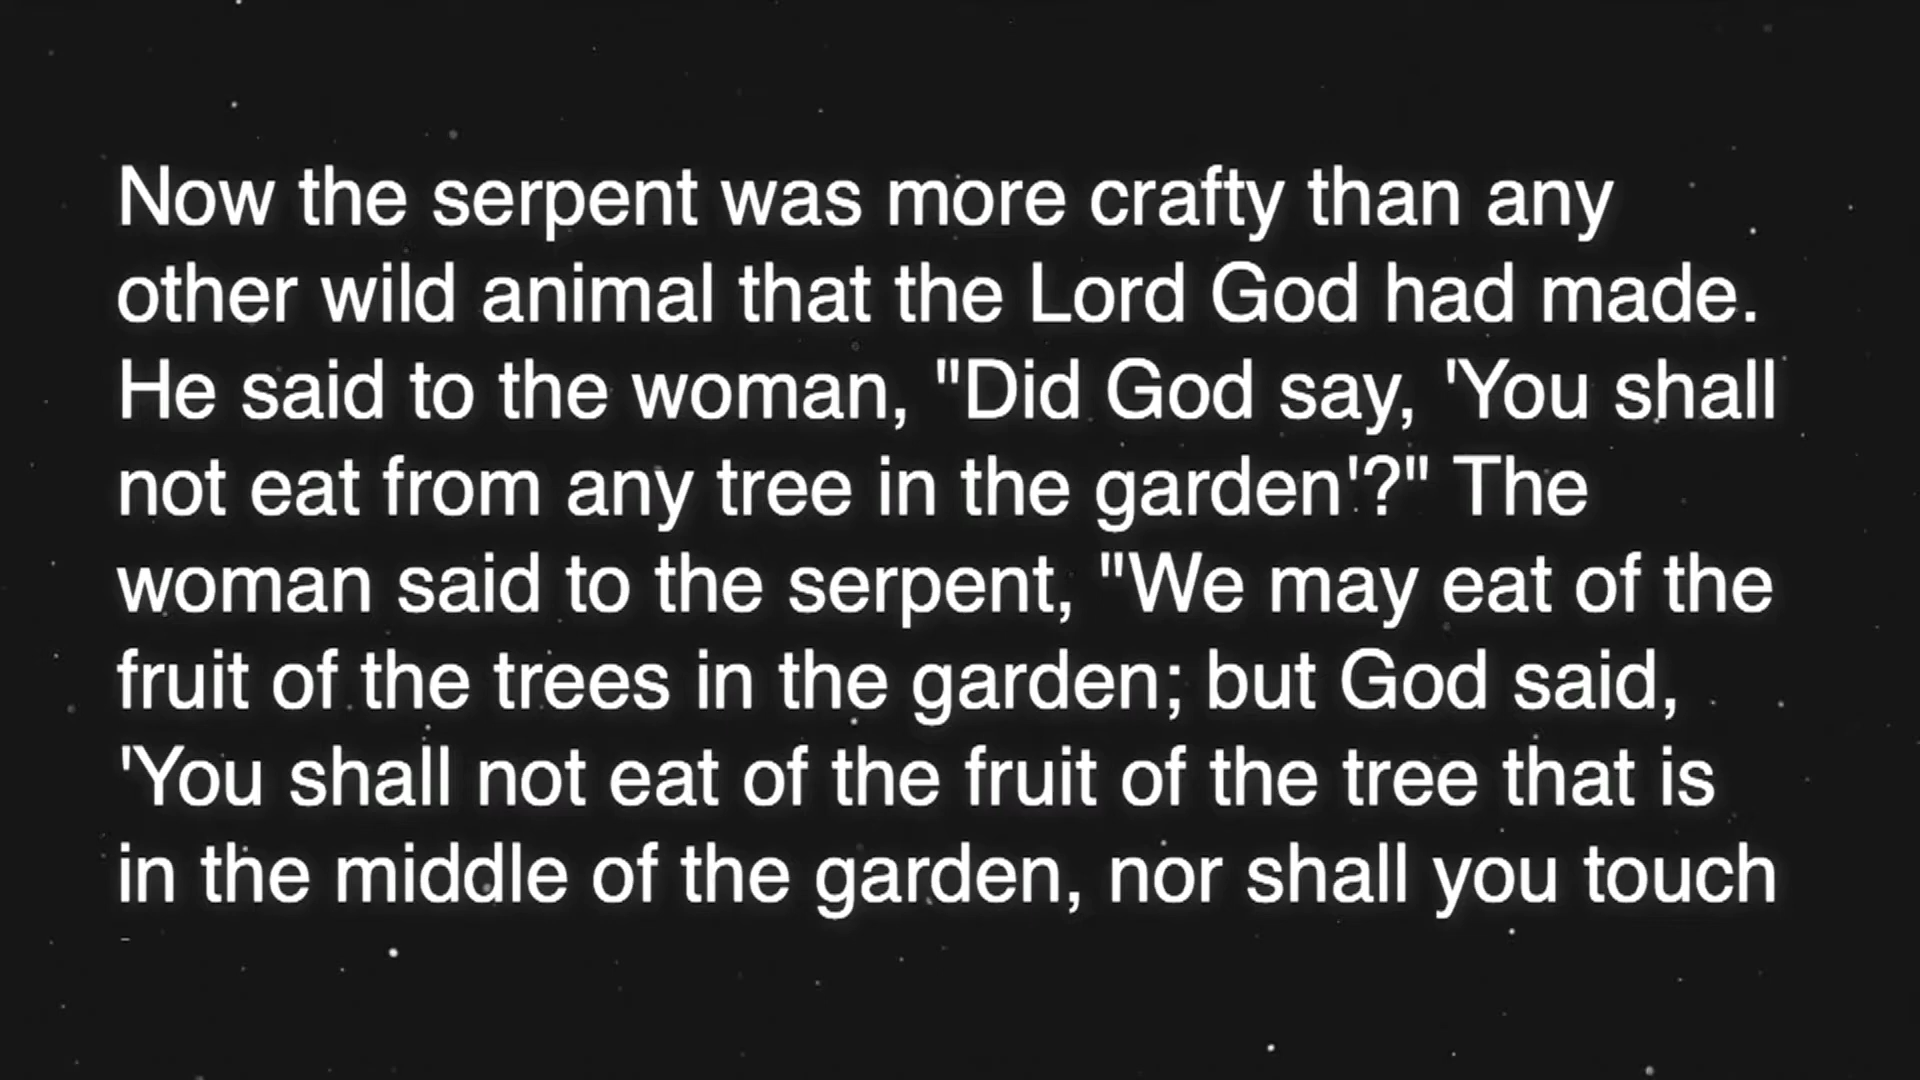 Now the serpent was more crafty than any
other wild animal that the Lord God had made.
He said to the woman, "Did God say, 'You shall
not eat from any tree in the garden'?" The
woman said to the serpent, "We may eat of the
fruit of the trees in the garden; but God said,
'You shall not eat of the fruit of the tree that is
in the middle of the garden, nor shall you touch